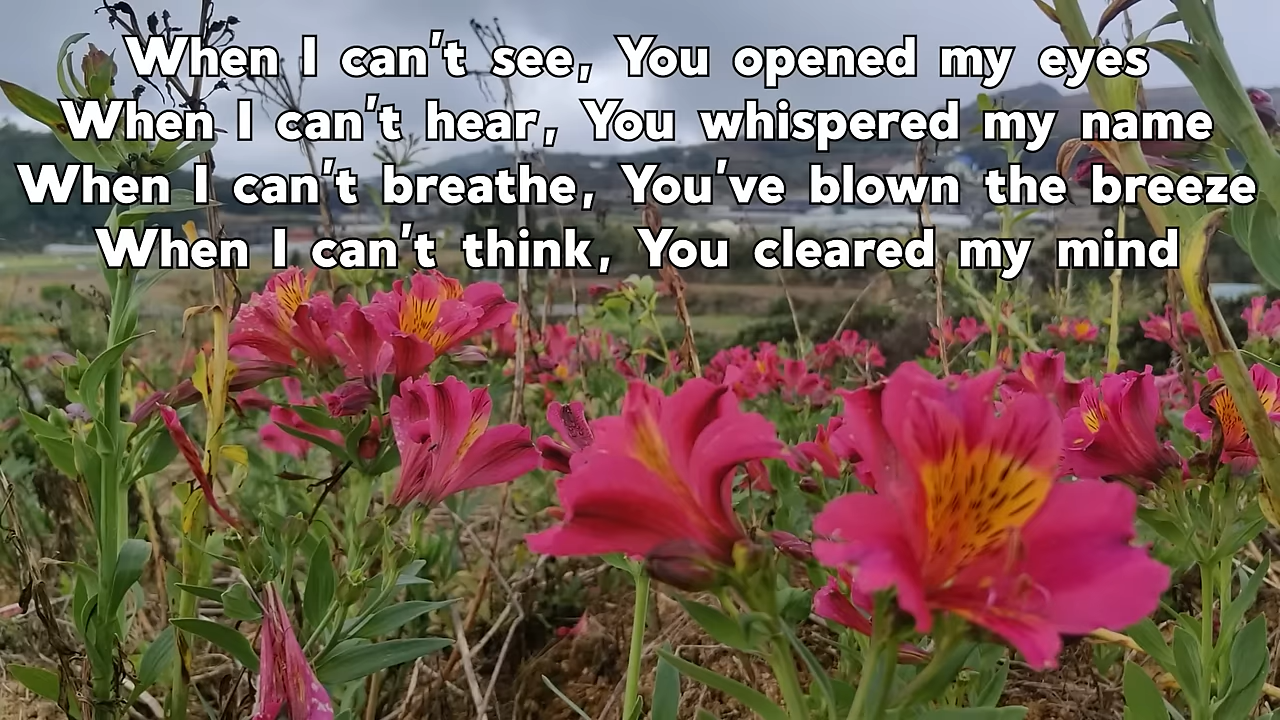 When I can't see, You opened my eyes
When I can't hear, You whispered my name
When I can't breathe, You've blown the breeze
When I can't think, You cleared my mind